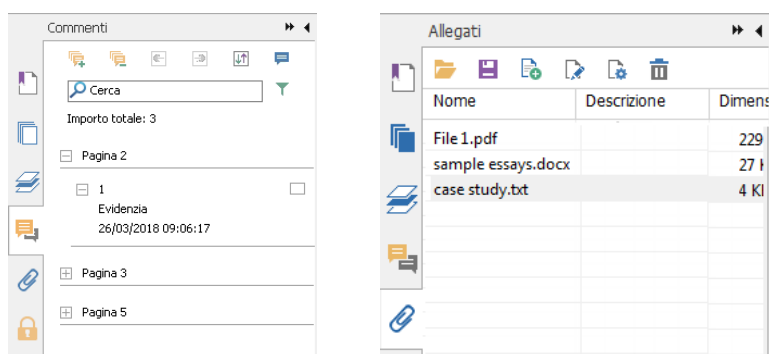 Commenti
Cerca
Importo totale: 3
Pagina 2
1
Evidenzia
26/03/2018 09:06:17
Pagina 3
Pagina 5
Allegati
Nome Descrizione Dimens
File 1.pdf 229
sample essays.docx 27
case study.txt 4